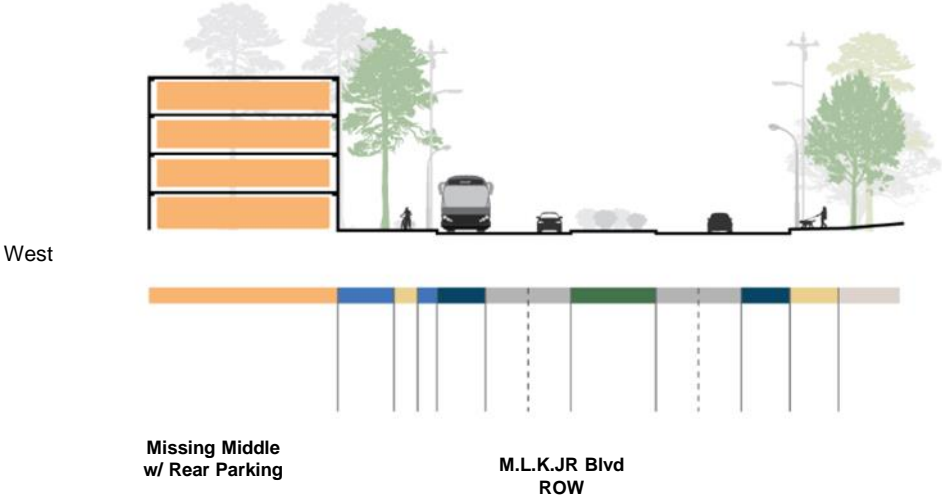 West
Missing Middle
w/ Rear Parking
M.L.K.JR Blvd
ROW